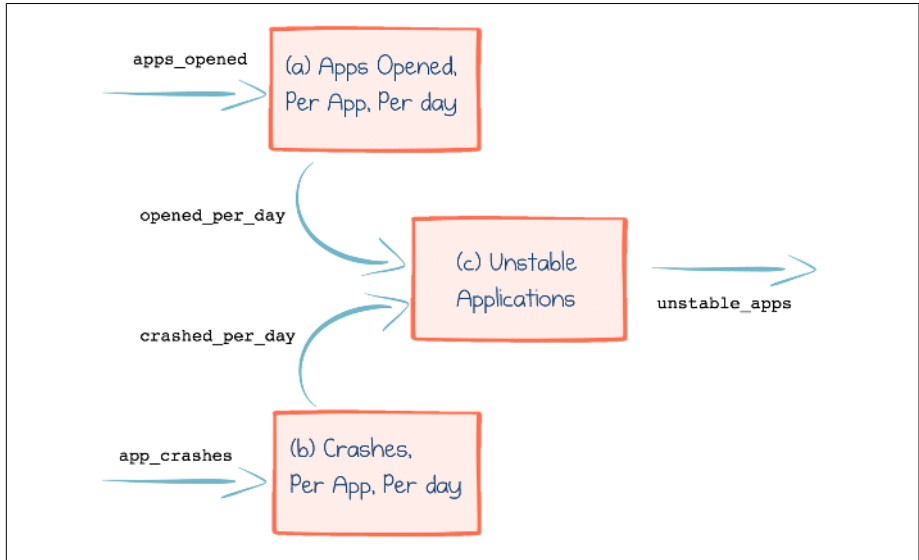 apps_opened
(a) Apps Opened,
Per App, Per day
opened_per_day
(c) Unstable
Applications
unstable_apps
crashed_per_day
app_crashes
(b) Crashes,
Per App, Per day